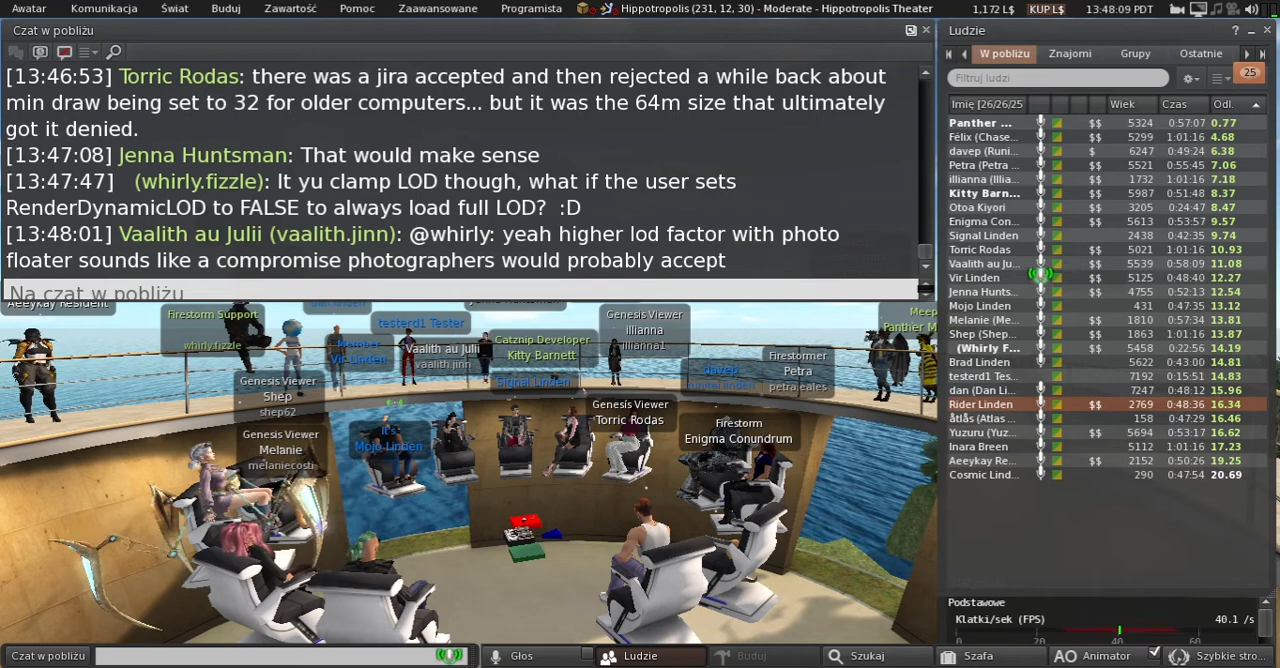 Awatar Komunikacja Świat Buduj Zawartość Pomoc Zaawansowane Programista Hippotropolis (231, 12, 30) - Moderate - Hippotropolis Theater 1,172 L$ KUP L$ 13:48:09 PDT
Czat w pobliżu
[13:46:53] Torric Rodas: there was a jira accepted and then rejected a while back about
min draw being set to 32 for older computers... but it was the 64m size that ultimately
got it denied.
[13:47:08] Jenna Huntsman: That would make sense
[13:47:47] (whirly.fizzle): It yu clamp LOD though, what if the user sets
RenderDynamicLOD to FALSE to always load full LOD? :D
[13:48:01] Vaalith au Julii (vaalith.jinn): @whirly: yeah higher lod factor with photo
floater sounds like a compromise photographers would probably accept
Na czat w pobliżu
Aeeykay Resident
Firestorm Support
whirly.fizzle
testerd1 Tester
Member
Vir Linden
Vaalith au Julii
vaalith.jinn
Catznip Developer
Kitty Barnett
Signal Linden
Genesis Viewer
illianna
illianna1
davep
Firestormer
Petra
petra.eales
Meep
Panther M
Genesis Viewer
Shep
shep62
Genesis Viewer
Melanie
melaniecosti
It's
Mojo Linden
Genesis Viewer
Torric Rodas
Firestorm
Enigma Conundrum
Ludzie
W pobliżu Znajomi Grupy Ostatnie
Filtruj ludzi
25
Imię [26/26/25 Wiek Czas Odl.
Panther ... $$ 5324 0:57:07 0.77
Félix (Chase... $$ 5299 1:01:16 4.68
davep (Runi... $ 6247 0:49:24 6.38
Petra (Petra ... $$ 5521 0:55:45 7.06
illianna (Illia... $$ 1732 1:01:16 7.18
Kitty Barn... $$ 5987 0:51:48 8.37
Otoa Kiyori $$ 3205 0:24:47 8.47
Enigma Con... $$ 5613 0:53:57 9.57
Signal Linden 2438 0:42:35 9.74
Torric Rodas $$ 5021 1:01:16 10.93
Vaalith au Ju... $$ 5539 0:58:09 11.08
Vir Linden $$ 5125 0:48:40 12.27
Jenna Hunts... $$ 4755 0:52:13 12.54
Mojo Linden 431 0:47:35 13.12
Melanie (Me... $$ 1810 0:57:34 13.81
Shep (Shep... $$ 1863 1:01:16 13.87
(Whirly F... $$ 5458 0:22:56 14.19
Brad Linden 5622 0:43:00 14.81
testerd1 Tes... 7192 0:15:51 14.83
dan (Dan Li... $$ 7247 0:48:12 15.96
Rider Linden $$ 2769 0:48:36 16.34
åtlås (Atlas ... 158 0:47:29 16.46
Yuzuru (Yuz... $$ 5694 0:53:17 16.62
Inara Breen 5112 1:01:16 17.23
Aeeykay Re... $$ 2152 0:50:26 19.25
Cosmic Lind... 290 0:47:54 20.69
Podstawowe
Klatki/sek (FPS) 40.1 /s
0 20 40 60
Czat w pobliżu Głos Ludzie Buduj Szukaj Szafa AO Animator Szybkie stro...